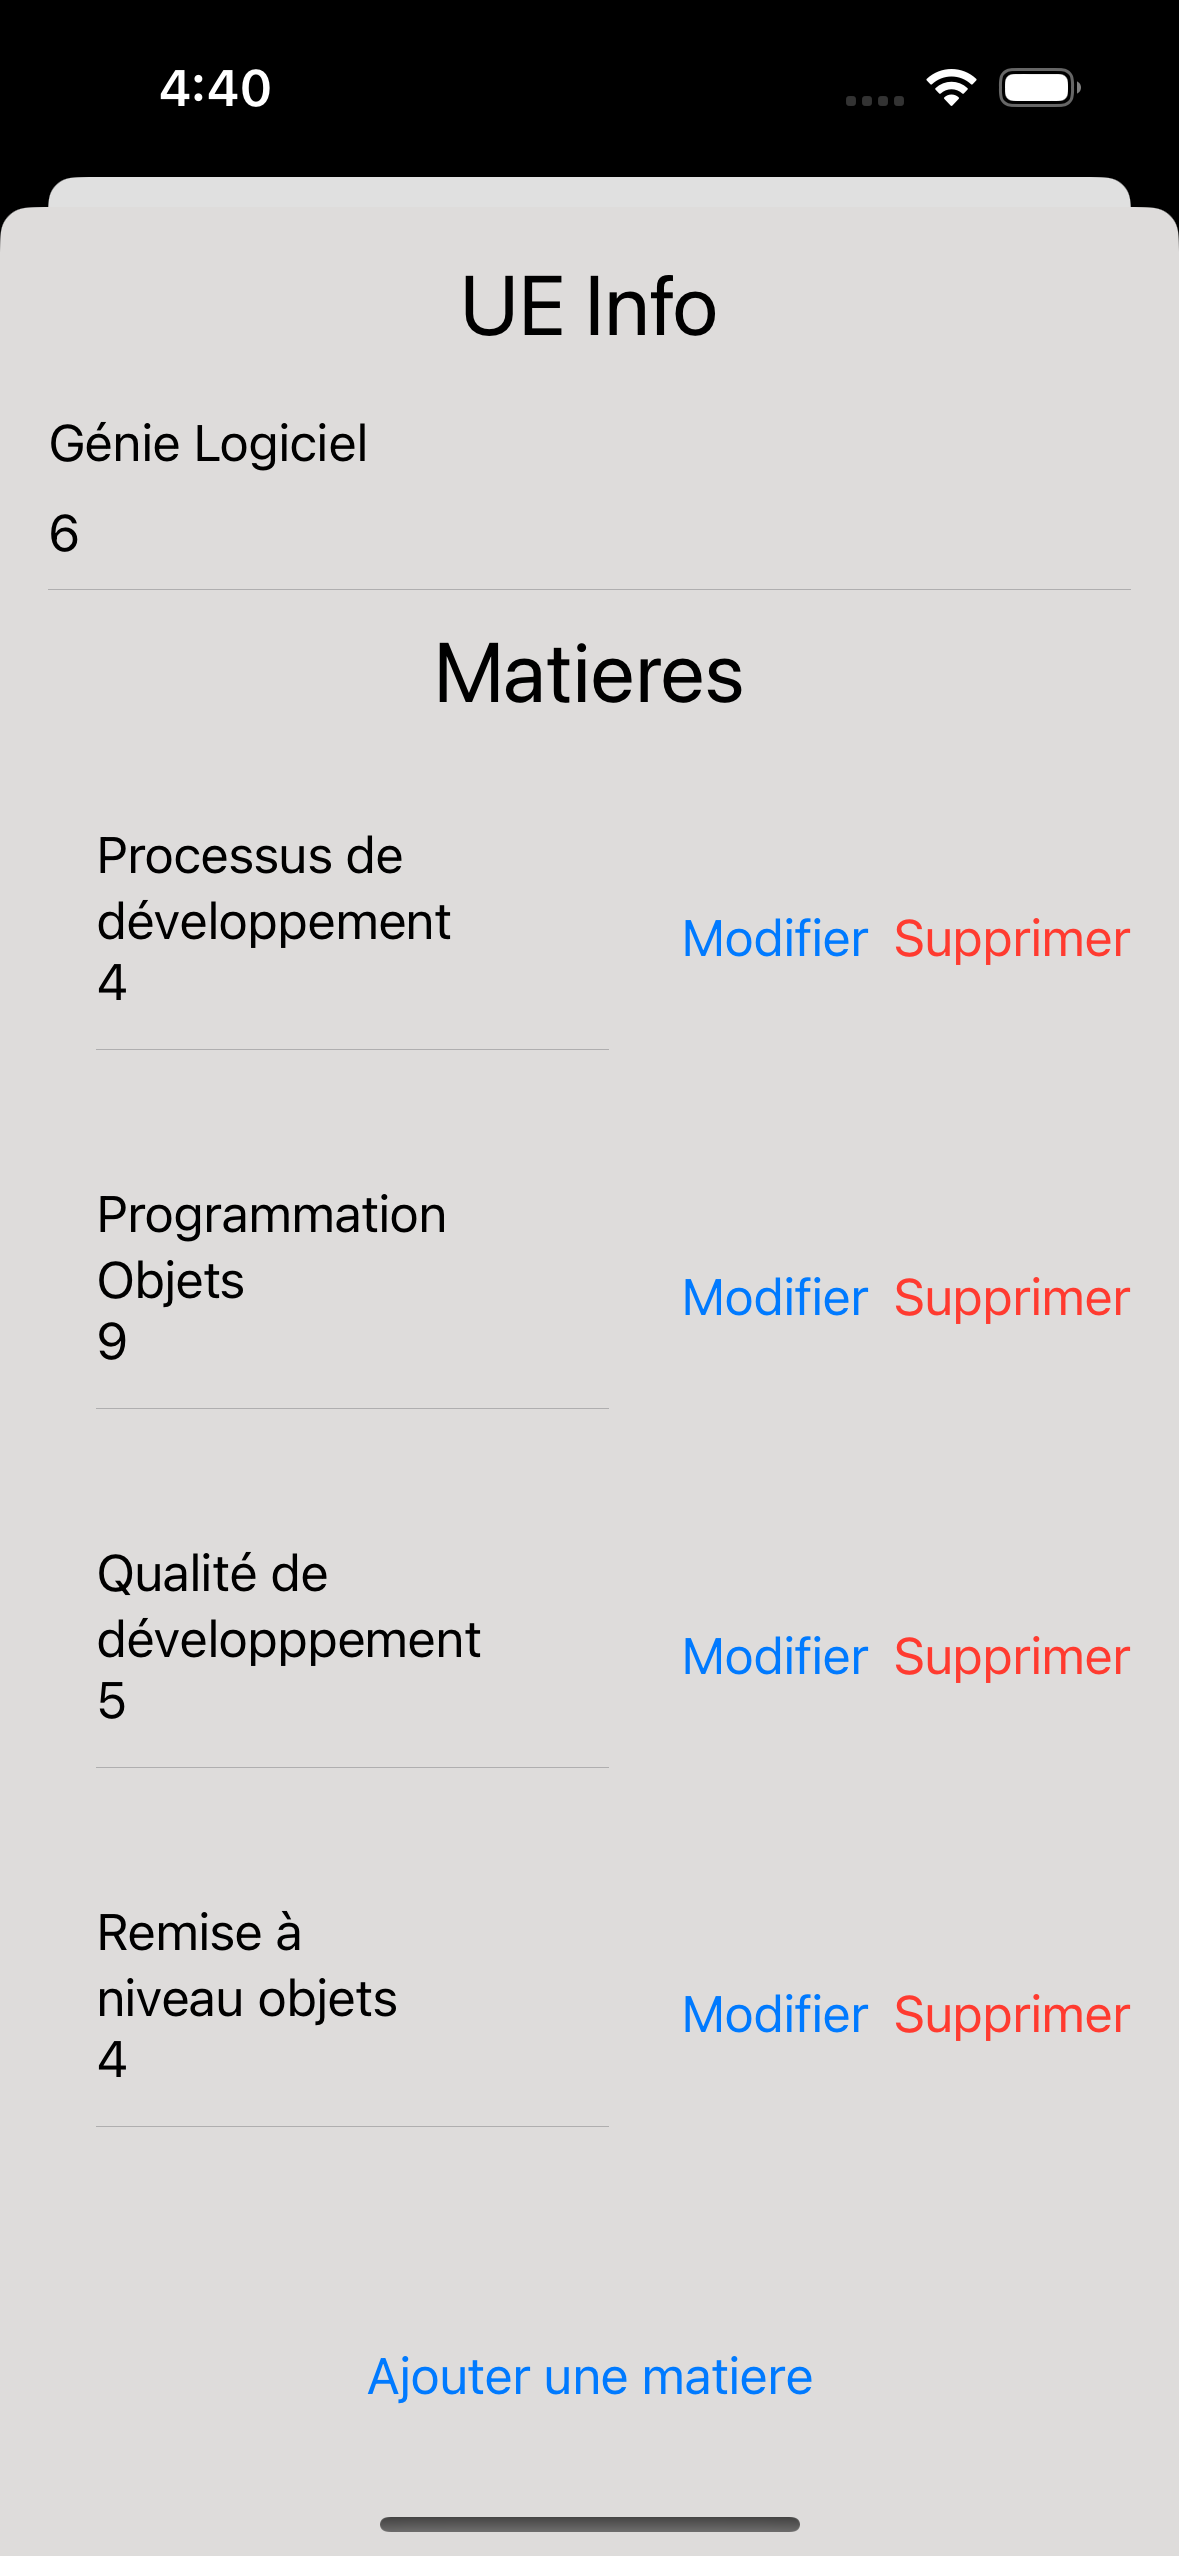 4:40
UE Info
Génie Logiciel
6
Matieres
Processus de
développement
4
Modifier Supprimer
Programmation
Objets
9
Modifier Supprimer
Qualité de
développpement
5
Modifier Supprimer
Remise à
niveau objets
4
Modifier Supprimer
Ajouter une matiere